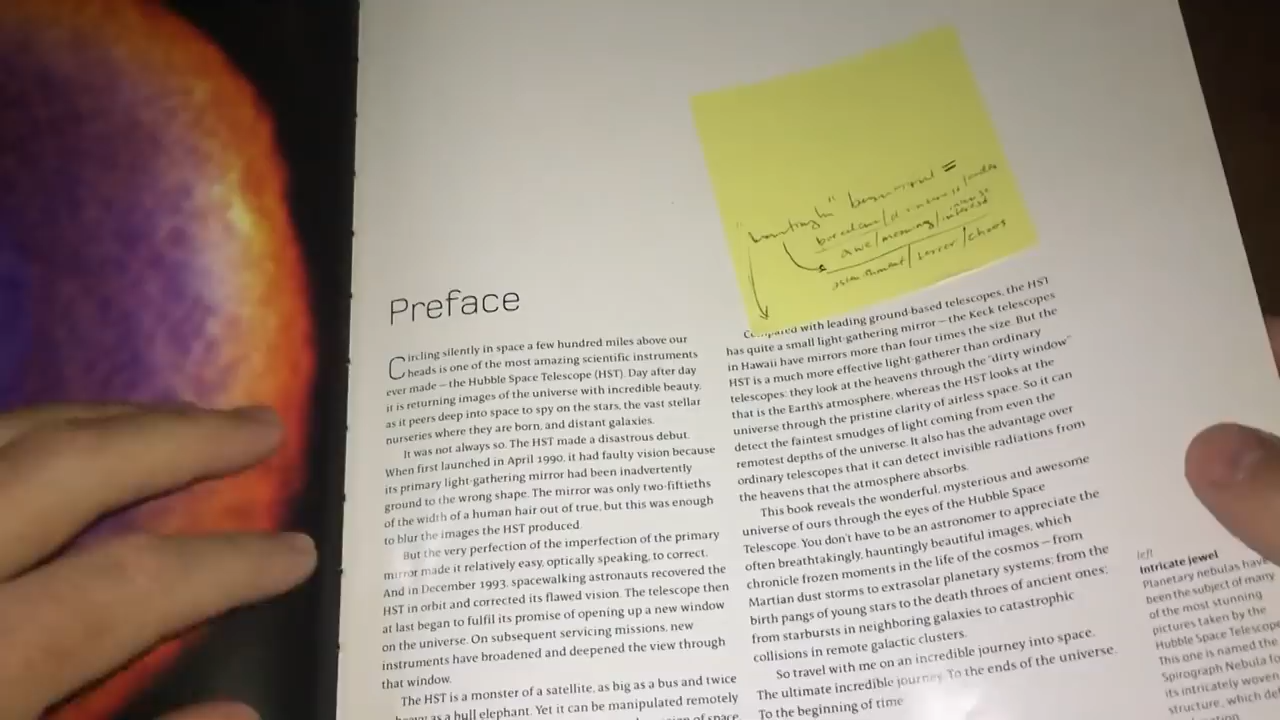 "hauntingly" beautiful =
awe/meaning/
astonishment/terror/chaos
Preface
Circling silently in space a few hundred miles above our
heads is one of the most amazing scientific instruments
ever made – the Hubble Space Telescope (HST). Day after day
it is returning images of the universe with incredible beauty,
as it peers deep into space to spy on the stars, the vast stellar
nurseries where they are born, and distant galaxies.
It was not always so. The HST made a disastrous debut.
When first launched in April 1990, it had faulty vision because
its primary light-gathering mirror had been inadvertently
ground to the wrong shape. The mirror was only two-fiftieths
of the width of a human hair out of true, but this was enough
to blur the images the HST produced.
But the very perfection of the imperfection of the primary
mirror made it relatively easy, optically speaking, to correct.
And in December 1993, spacewalking astronauts recovered the
HST in orbit and corrected its flawed vision. The telescope then
at last began to fulfil its promise of opening up a new window
on the universe. On subsequent servicing missions, new
instruments have broadened and deepened the view through
that window.
The HST is a monster of a satellite, as big as a bus and twice
as a bull elephant. Yet it can be manipulated remotely
of space
Compared with leading ground-based telescopes, the HST
has quite a small light-gathering mirror – the Keck telescopes
in Hawaii have mirrors more than four times the size. But the
HST is a much more effective light-gatherer than ordinary
telescopes: they look at the heavens through the "dirty window"
that is the Earth's atmosphere, whereas the HST looks at the
universe through the pristine clarity of airless space. So it can
detect the faintest smudges of light coming from even the
remotest depths of the universe. It also has the advantage over
ordinary telescopes that it can detect invisible radiations from
the heavens that the atmosphere absorbs.
This book reveals the wonderful, mysterious and awesome
universe of ours through the eyes of the Hubble Space
Telescope. You don't have to be an astronomer to appreciate the
often breathtakingly, hauntingly beautiful images, which
chronicle frozen moments in the life of the cosmos – from
Martian dust storms to extrasolar planetary systems; from the
birth pangs of young stars to the death throes of ancient ones;
from starbursts in neighboring galaxies to catastrophic
collisions in remote galactic clusters.
So travel with me on an incredible journey into space.
The ultimate incredible journey. To the ends of the universe.
To the beginning of time
left
Intricate jewel
Planetary nebulas have
been the subject of many
of the most stunning
pictures taken by the
Hubble Space Telescope
This one is named the
Spirograph Nebula for
its intricately woven
structure, which